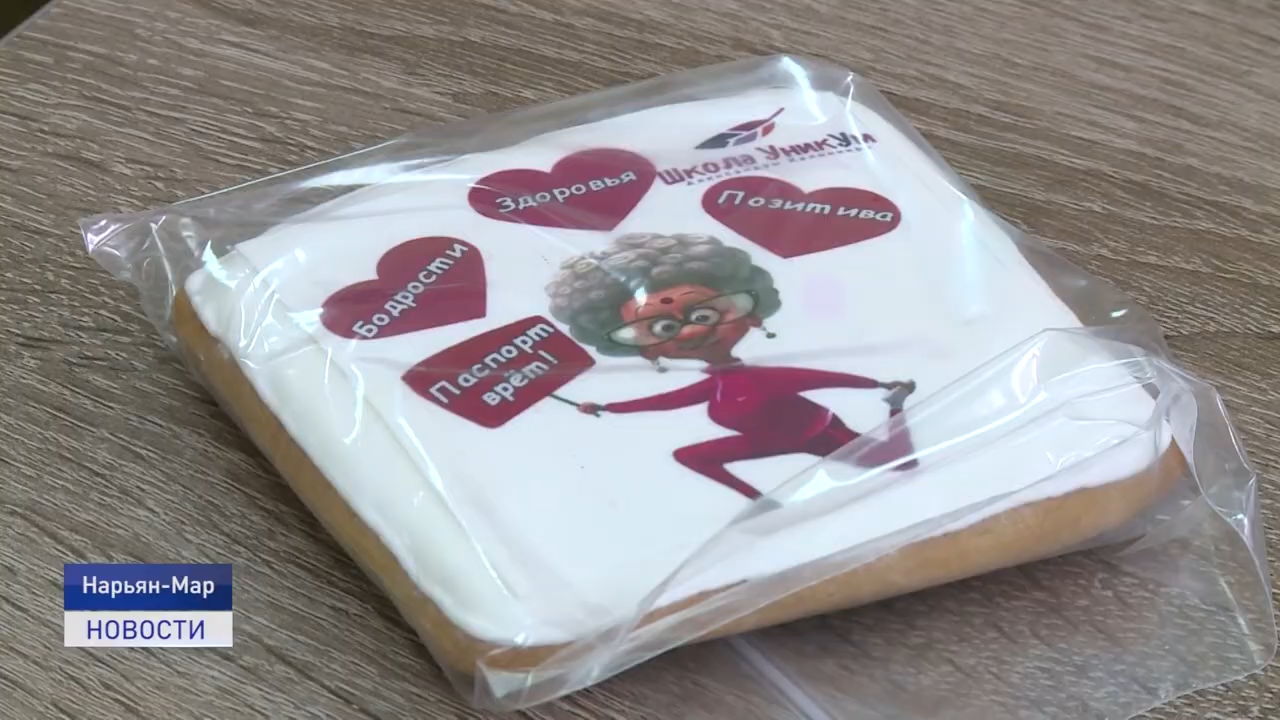 Школа УникУм
Здоровья
Позитива
Бодрости
Паспорт
врёт!
Нарьян-Мар
НОВОСТИ